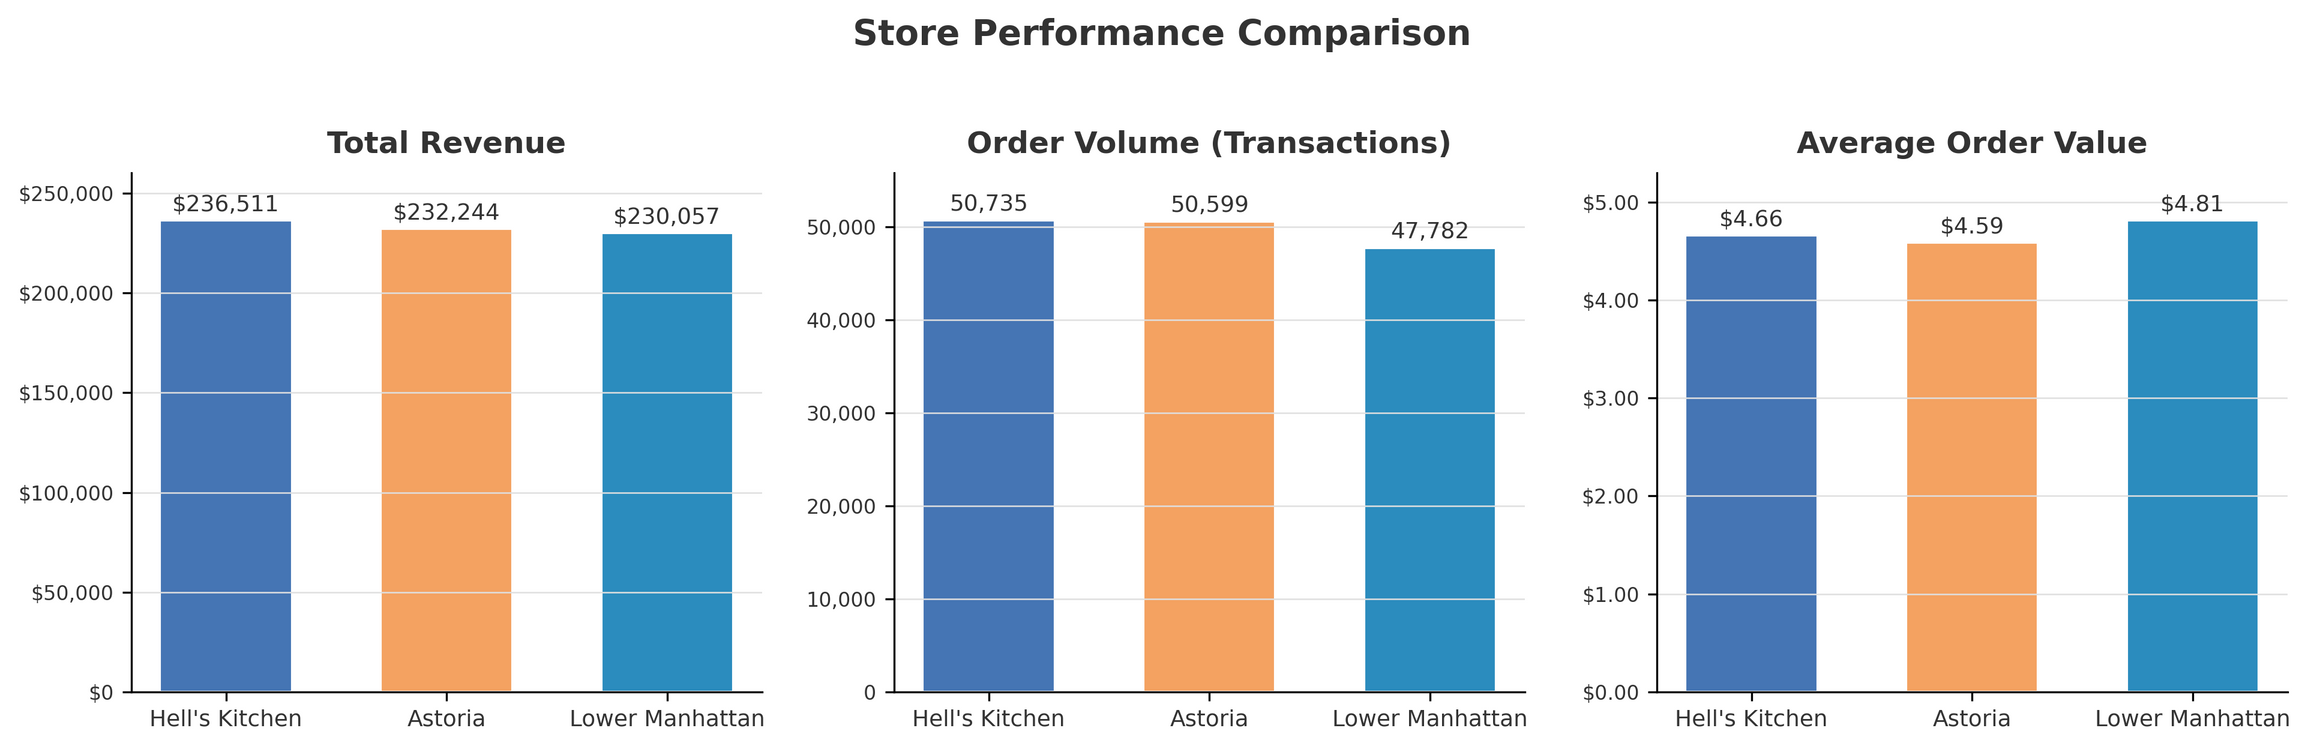 Store Performance Comparison
Total Revenue
$250,000
$200,000
$150,000
$100,000
$50,000
$0
$236,511
$232,244
$230,057
Hell's Kitchen
Astoria
Lower Manhattan
Order Volume (Transactions)
50,000
40,000
30,000
20,000
10,000
0
50,735
50,599
47,782
Hell's Kitchen
Astoria
Lower Manhattan
Average Order Value
$5.00
$4.00
$3.00
$2.00
$1.00
$0.00
$4.66
$4.59
$4.81
Hell's Kitchen
Astoria
Lower Manhattan